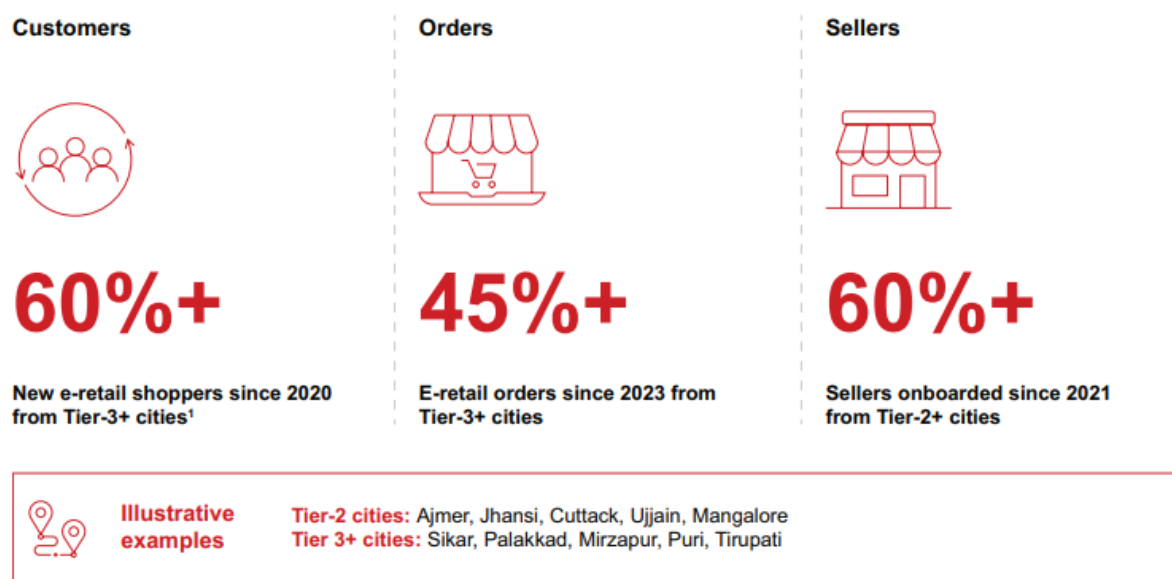 Customers
60%+
New e-retail shoppers since 2020
from Tier-3+ cities¹
Orders
45%+
E-retail orders since 2023 from
Tier-3+ cities
Sellers
60%+
Sellers onboarded since 2021
from Tier-2+ cities
Illustrative
examples
Tier-2 cities: Ajmer, Jhansi, Cuttack, Ujjain, Mangalore
Tier 3+ cities: Sikar, Palakkad, Mirzapur, Puri, Tirupati